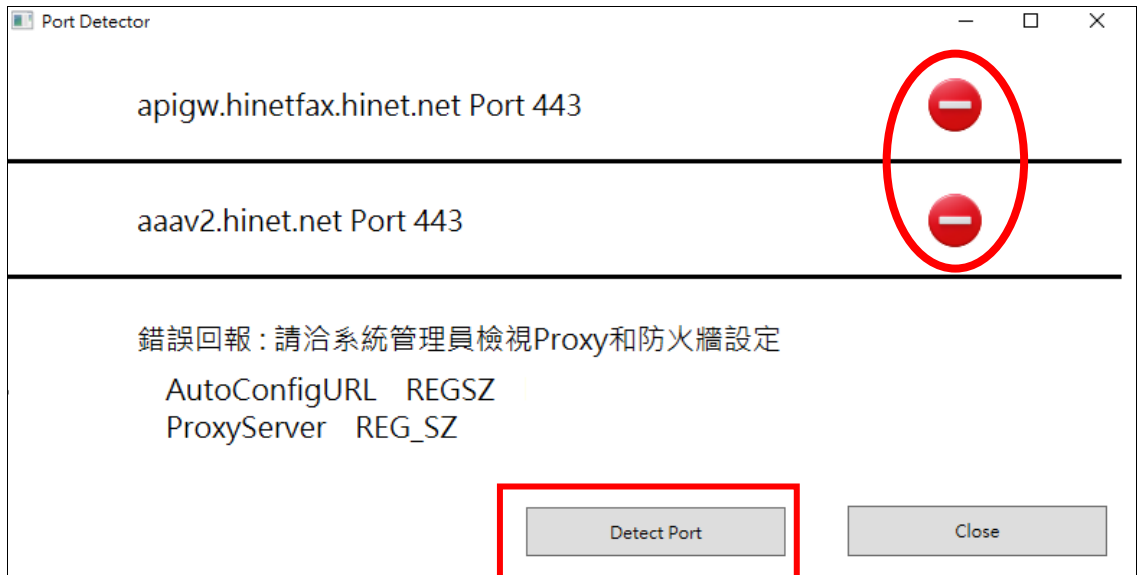 Port Detector
apigw.hinetfax.hinet.net Port 443
aaav2.hinet.net Port 443
錯誤回報 : 請洽系統管理員檢視Proxy和防火牆設定
AutoConfigURL REGSZ
ProxyServer REG_SZ
Detect Port Close